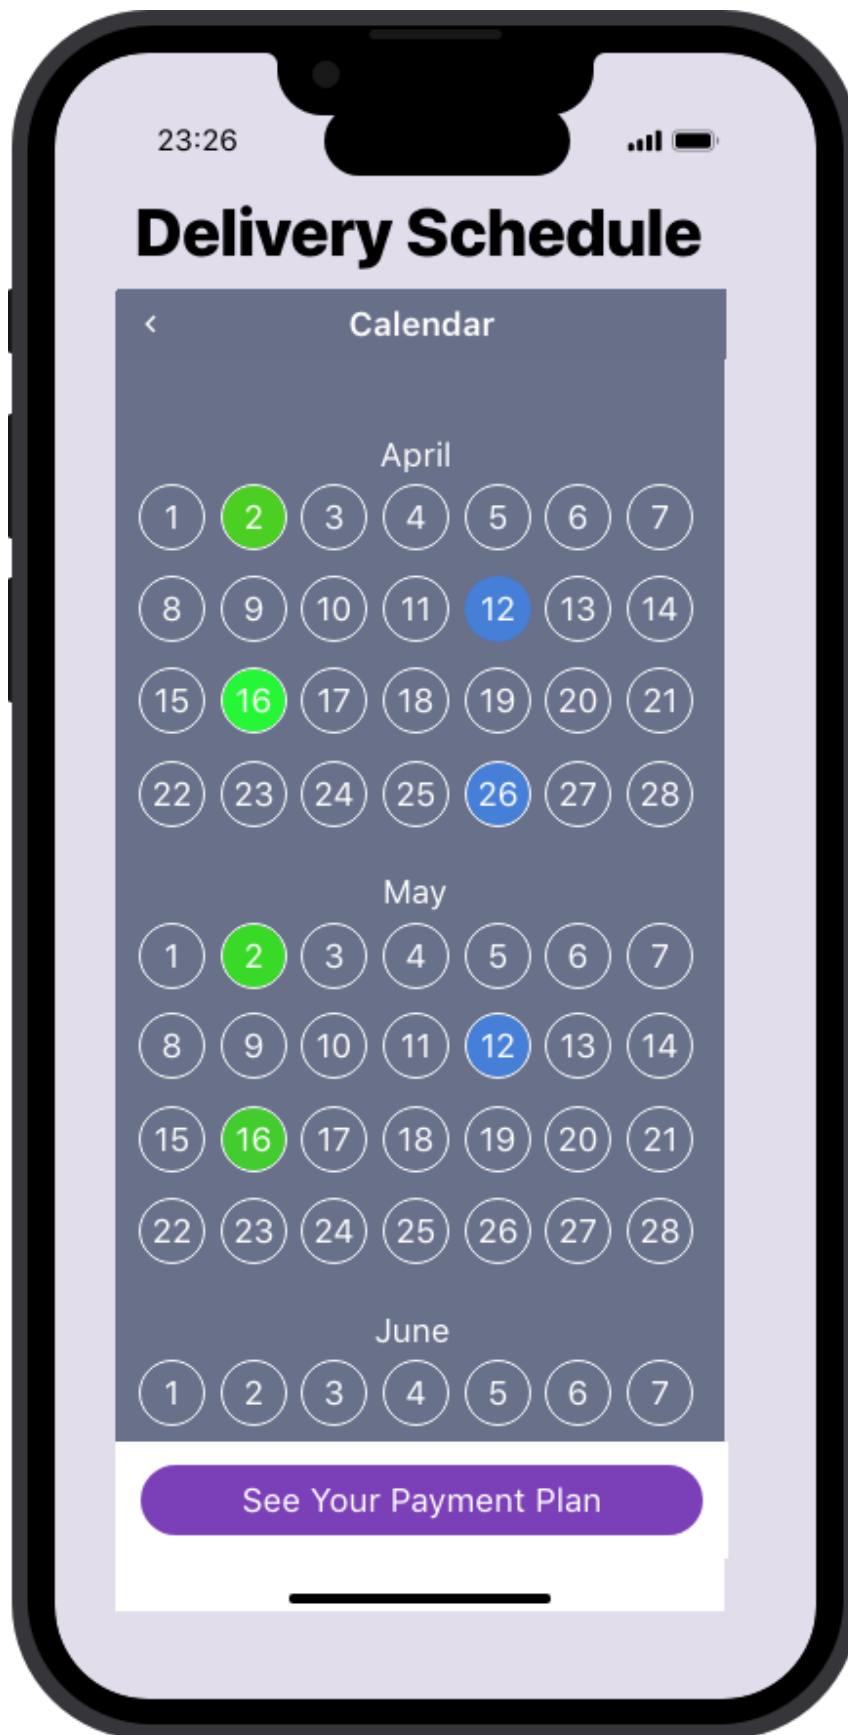 23:26
Delivery Schedule
Calendar
April
1 2 3 4 5 6 7
8 9 10 11 12 13 14
15 16 17 18 19 20 21
22 23 24 25 26 27 28
May
1 2 3 4 5 6 7
8 9 10 11 12 13 14
15 16 17 18 19 20 21
22 23 24 25 26 27 28
June
1 2 3 4 5 6 7
See Your Payment Plan